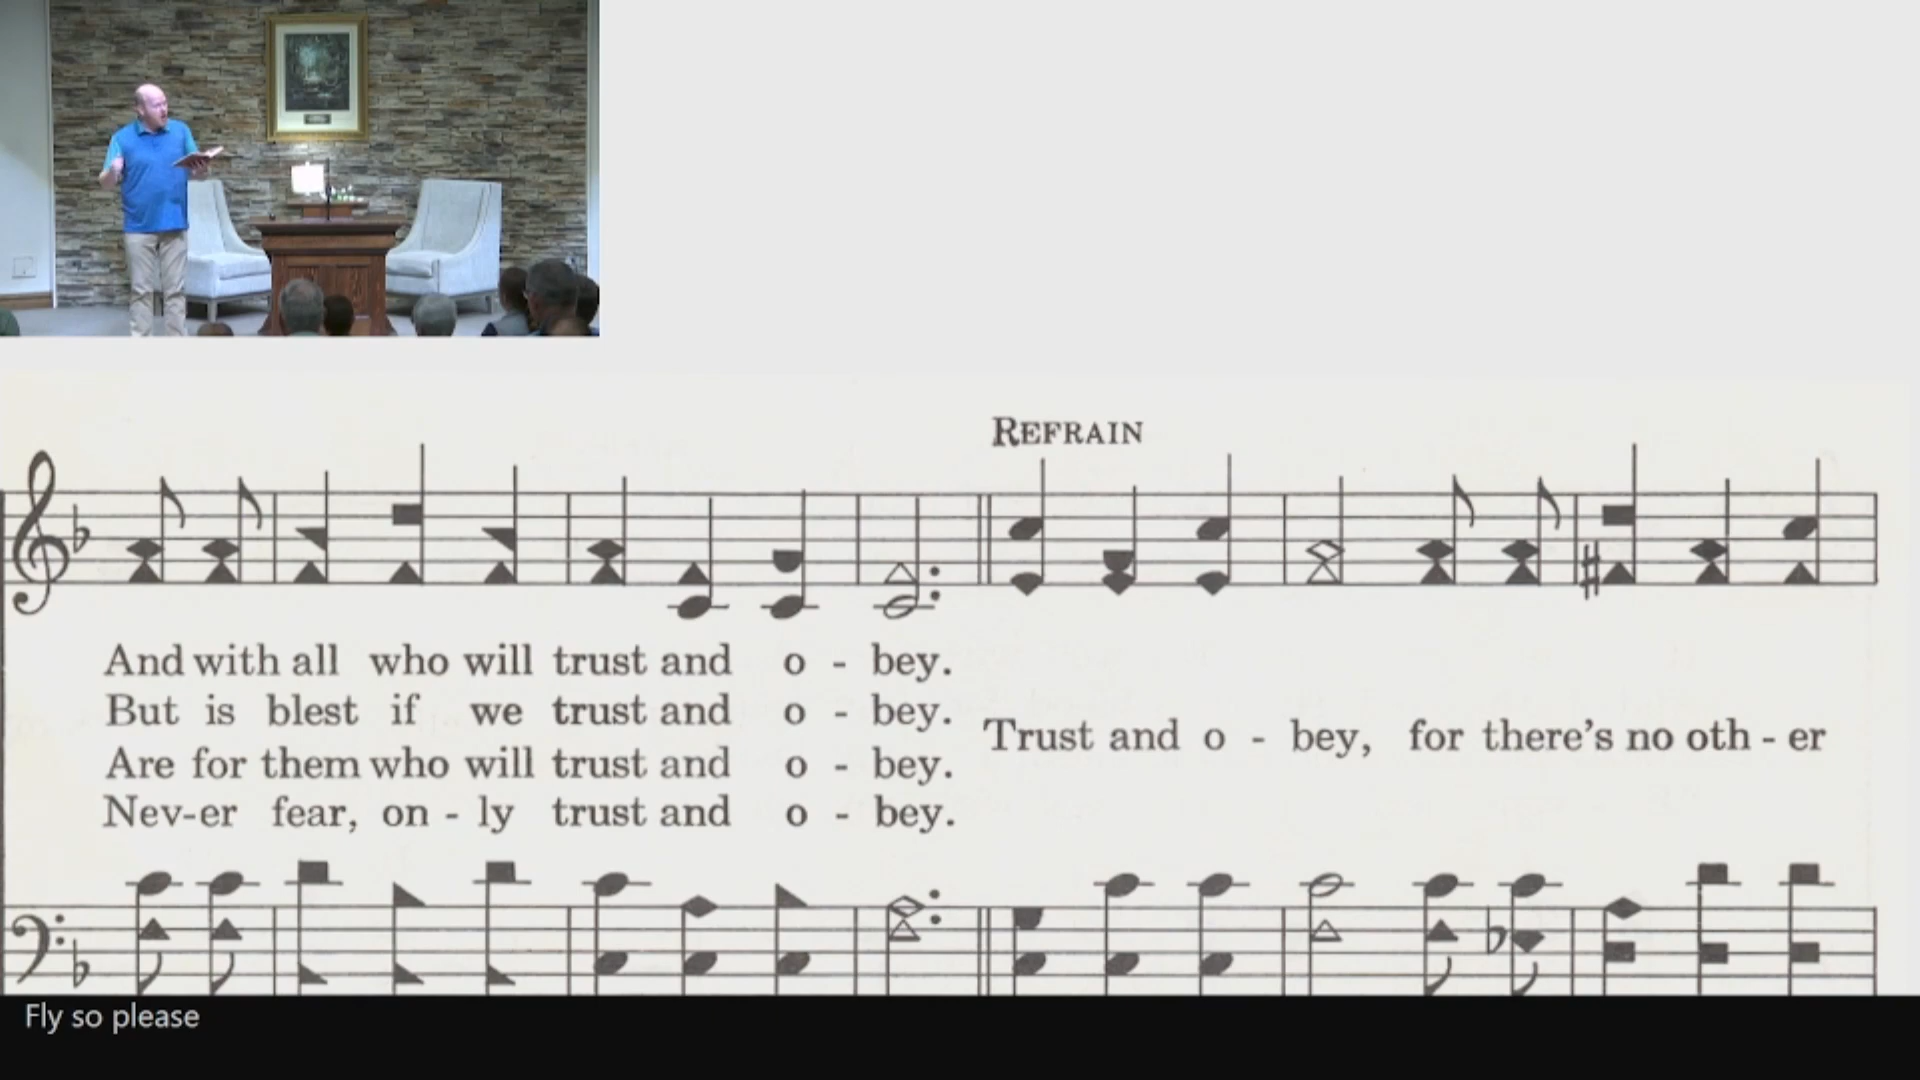 REFRAIN
And with all who will trust and o - bey.
But is blest if we trust and o - bey.
Trust and o - bey, for there's no oth - er
Are for them who will trust and o - bey.
Nev-er fear, on - ly trust and o - bey.
Fly so please